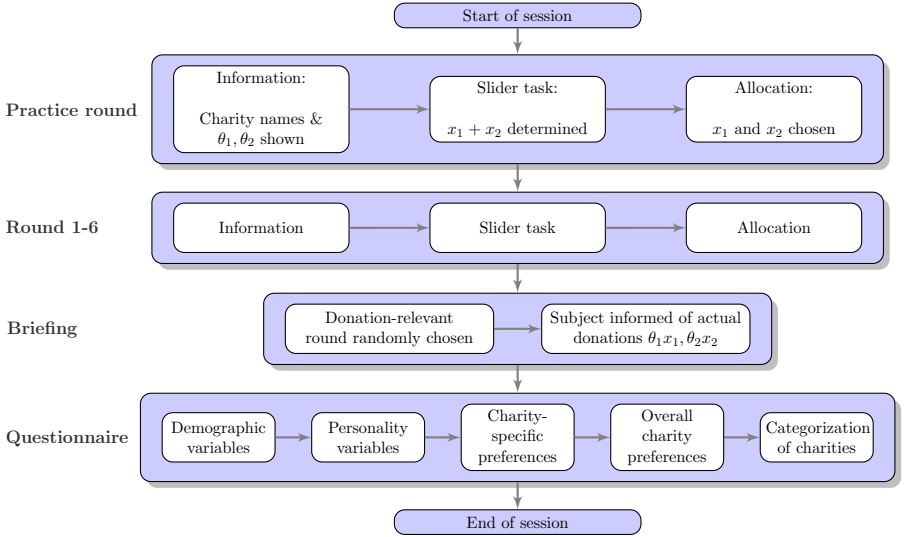 Start of session
Practice round
Information:
Charity names &
θ₁, θ₂ shown
Slider task:
x₁ + x₂ determined
Allocation:
x₁ and x₂ chosen
Round 1-6
Information
Slider task
Allocation
Briefing
Donation-relevant
round randomly chosen
Subject informed of actual
donations θ₁x₁, θ₂x₂
Questionnaire
Demographic
variables
Personality
variables
Charity-
specific
preferences
Overall
charity
preferences
Categorization
of charities
End of session